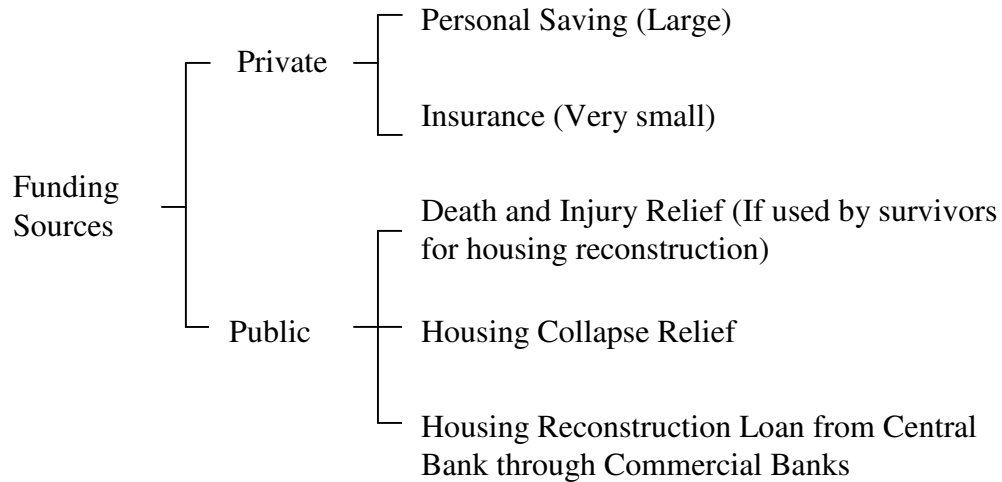 Personal Saving (Large)
Private
Insurance (Very small)
Funding
Sources
Death and Injury Relief (If used by survivors
for housing reconstruction)
Public
Housing Collapse Relief
Housing Reconstruction Loan from Central
Bank through Commercial Banks